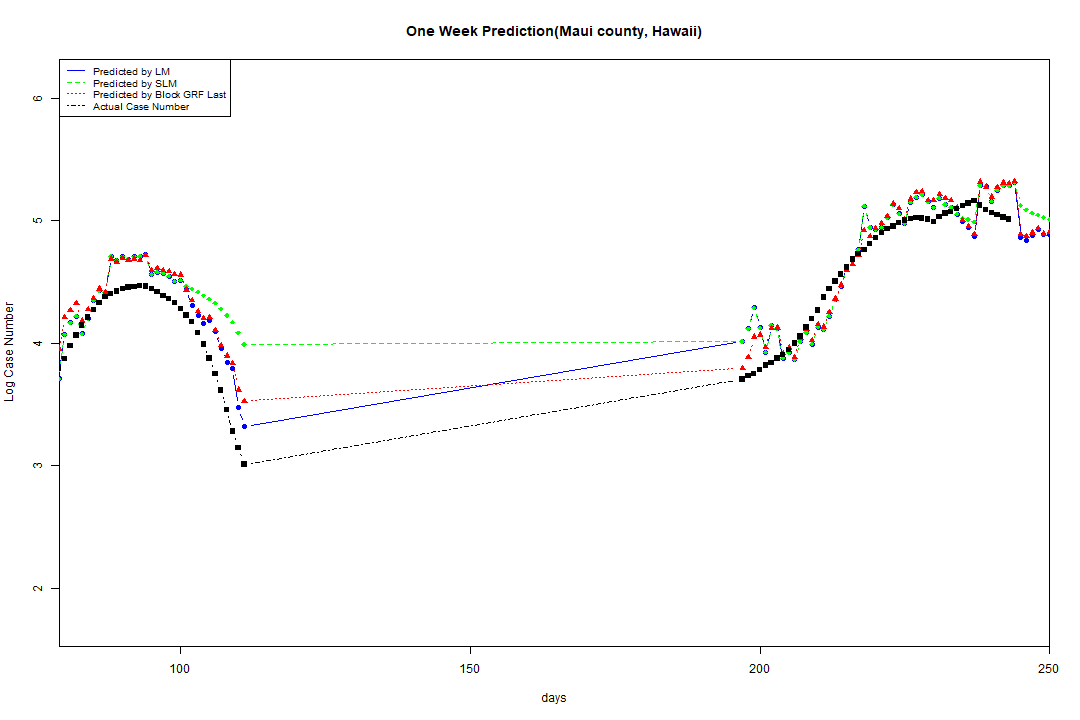 One Week Prediction(Maui county, Hawaii)
Predicted by LM
Predicted by SLM
Predicted by Block GRF Last
Actual Case Number
6
5
4
3
2
Log Case Number
100
150
200
250
days